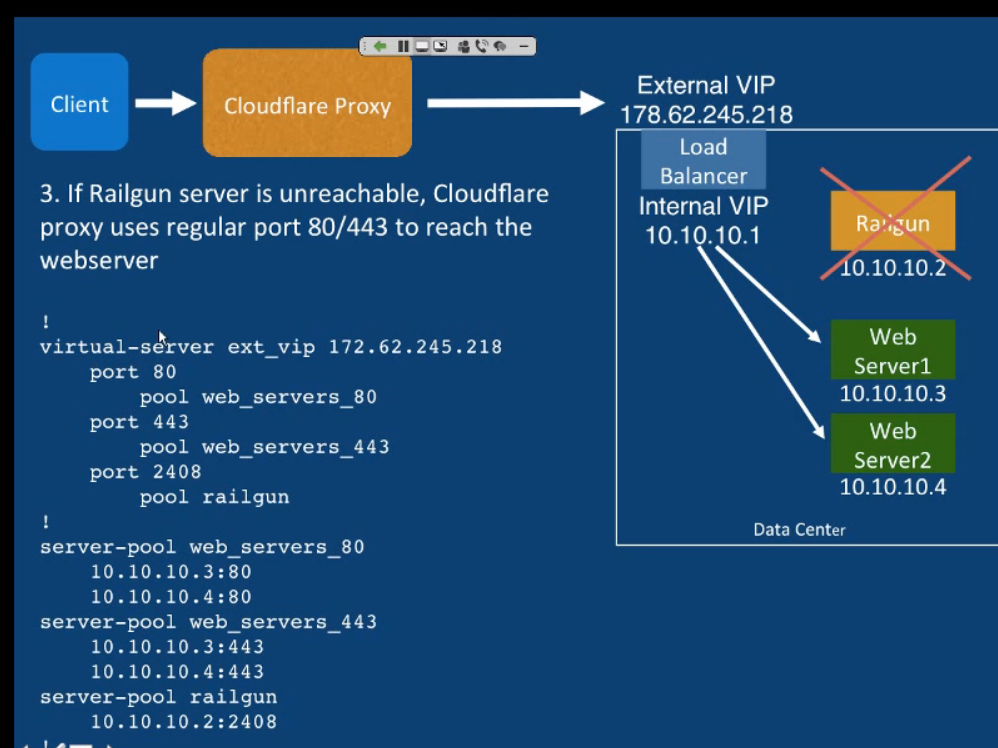 Client
Cloudflare Proxy
External VIP
178.62.245.218
Load
Balancer
Internal VIP
10.10.10.1
Railgun
10.10.10.2
Web
Server1
10.10.10.3
Web
Server2
10.10.10.4
Data Center
3. If Railgun server is unreachable, Cloudflare
proxy uses regular port 80/443 to reach the
webserver
!
virtual-server ext_vip 172.62.245.218
port 80
pool web_servers_80
port 443
pool web_servers_443
port 2408
pool railgun
!
server-pool web_servers_80
10.10.10.3:80
10.10.10.4:80
server-pool web_servers_443
10.10.10.3:443
10.10.10.4:443
server-pool railgun
10.10.10.2:2408
!